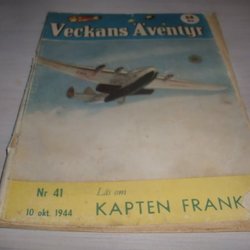 Veckans Äventyr
Nr 41
10 okt. 1944
Läs om
KAPTEN FRANK